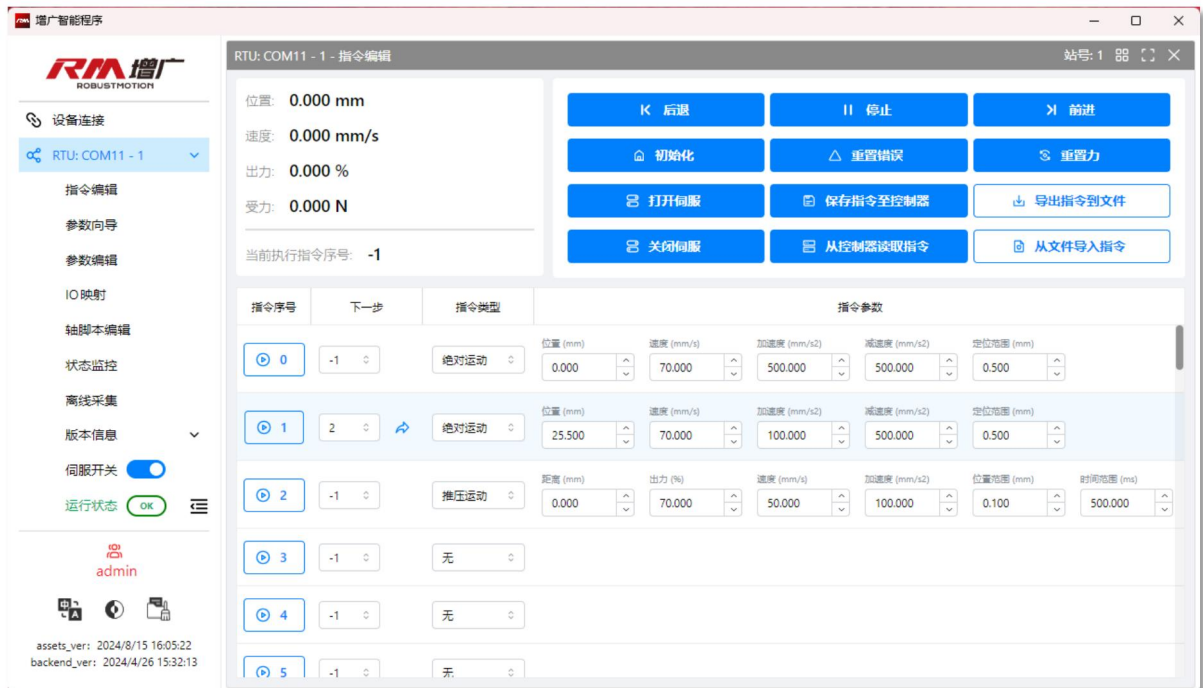 增广智能程序
RM 增广
ROBUSTMOTION
设备连接
RTU: COM11 - 1
指令编辑
参数向导
参数编辑
IO映射
轴脚本编辑
状态监控
离线采集
版本信息
伺服开关
运行状态 OK
admin
assets_ver: 2024/8/15 16:05:22
backend_ver: 2024/4/26 15:32:13
RTU: COM11 - 1 - 指令编辑 站号: 1
位置: 0.000 mm
速度: 0.000 mm/s
出力: 0.000 %
受力: 0.000 N
当前执行指令序号: -1
后退 停止 前进
初始化 重置错误 重置力
打开伺服 保存指令至控制器 导出指令到文件
关闭伺服 从控制器读取指令 从文件导入指令
指令序号 下一步 指令类型 指令参数
位置 (mm) 速度 (mm/s) 加速度 (mm/s2) 减速度 (mm/s2) 定位范围 (mm)
0 -1 绝对运动 0.000 70.000 500.000 500.000 0.500
位置 (mm) 速度 (mm/s) 加速度 (mm/s2) 减速度 (mm/s2) 定位范围 (mm)
1 2 绝对运动 25.500 70.000 100.000 500.000 0.500
距离 (mm) 出力 (%) 速度 (mm/s) 加速度 (mm/s2) 位置范围 (mm) 时间范围 (ms)
2 -1 推压运动 0.000 70.000 50.000 100.000 0.100 500.000
3 -1 无
4 -1 无
5 -1 无